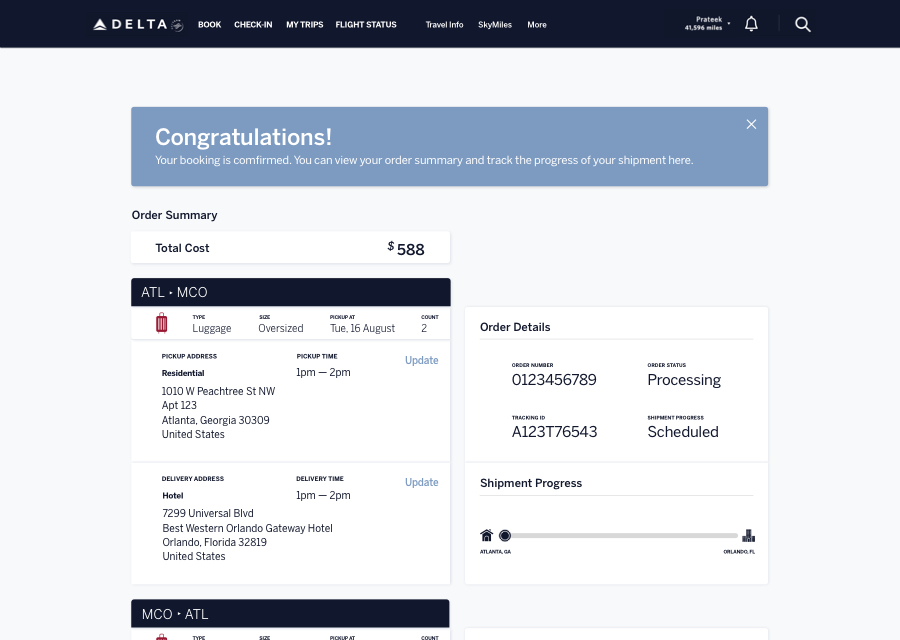 DELTA BOOK CHECK-IN MY TRIPS FLIGHT STATUS Travel Info SkyMiles More
Prateek
41,596 miles
Congratulations!
Your booking is comfirmed. You can view your order summary and track the progress of your shipment here.
Order Summary
Total Cost $588
ATL • MCO
TYPE SIZE PICKUP AT COUNT
Luggage Oversized Tue, 16 August 2
PICKUP ADDRESS PICKUP TIME Update
Residential 1pm — 2pm
1010 W Peachtree St NW
Apt 123
Atlanta, Georgia 30309
United States
DELIVERY ADDRESS DELIVERY TIME Update
Hotel 1pm — 2pm
7299 Universal Blvd
Best Western Orlando Gateway Hotel
Orlando, Florida 32819
United States
Order Details
ORDER NUMBER ORDER STATUS
0123456789 Processing
TRACKING ID SHIPMENT PROGRESS
A123T76543 Scheduled
Shipment Progress
ATLANTA, GA ORLANDO, FL
MCO • ATL
TYPE SIZE PICKUP AT COUNT